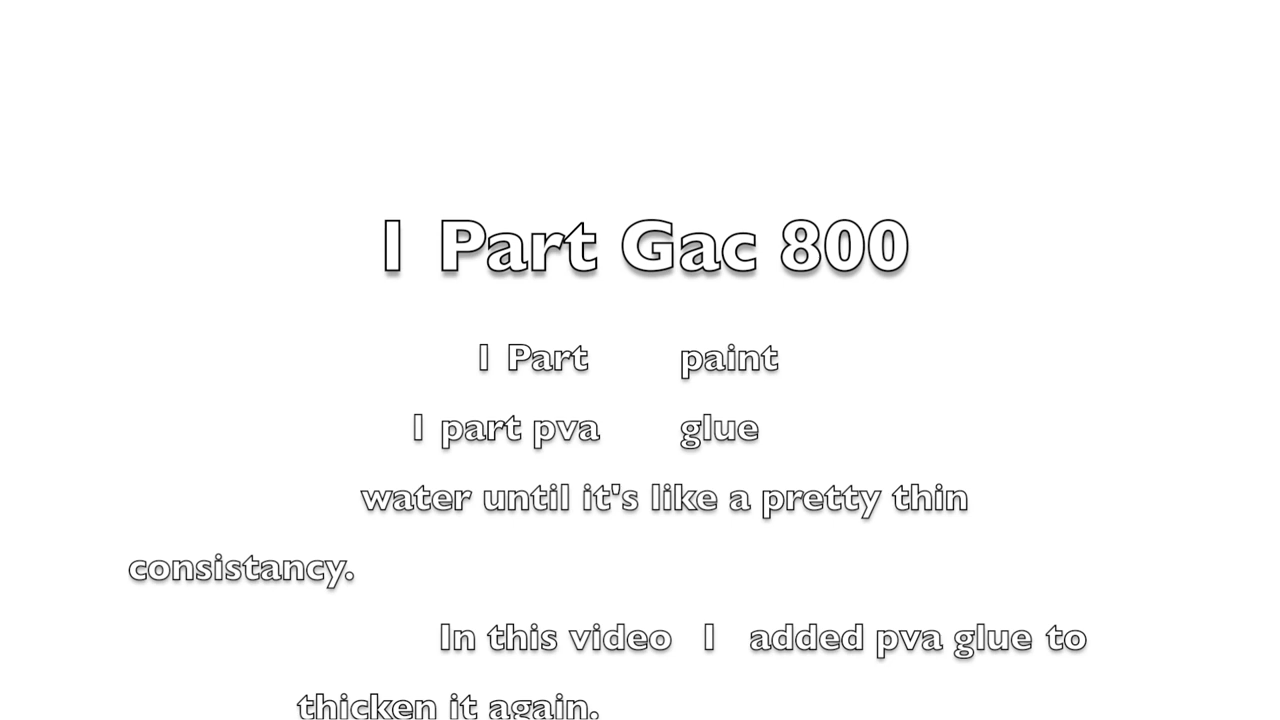 1 Part Gac 800
1 Part paint
1 part pva glue
water until it's like a pretty thin
consistancy.
In this video I added pva glue to
thicken it again.